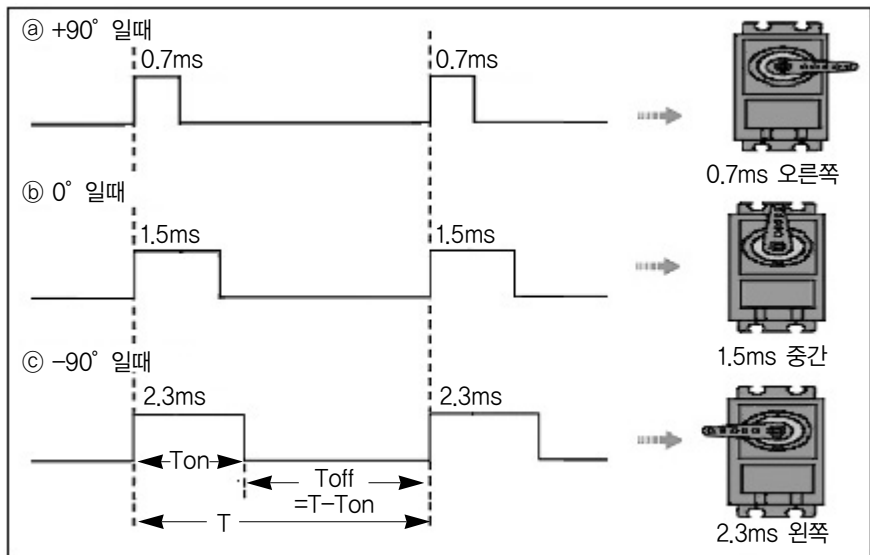 ⓐ +90° 일때
0.7ms 0.7ms
0.7ms 오른쪽
ⓑ 0° 일때
1.5ms 1.5ms
1.5ms 중간
ⓒ -90° 일때
2.3ms 2.3ms
Ton
Toff
=T-Ton
T
2.3ms 왼쪽